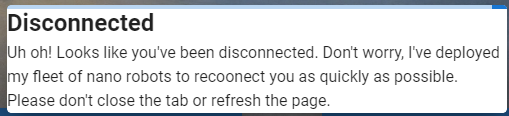 Disconnected
Uh oh! Looks like you've been disconnected. Don't worry, I've deployed
my fleet of nano robots to recoonect you as quickly as possible.
Please don't close the tab or refresh the page.